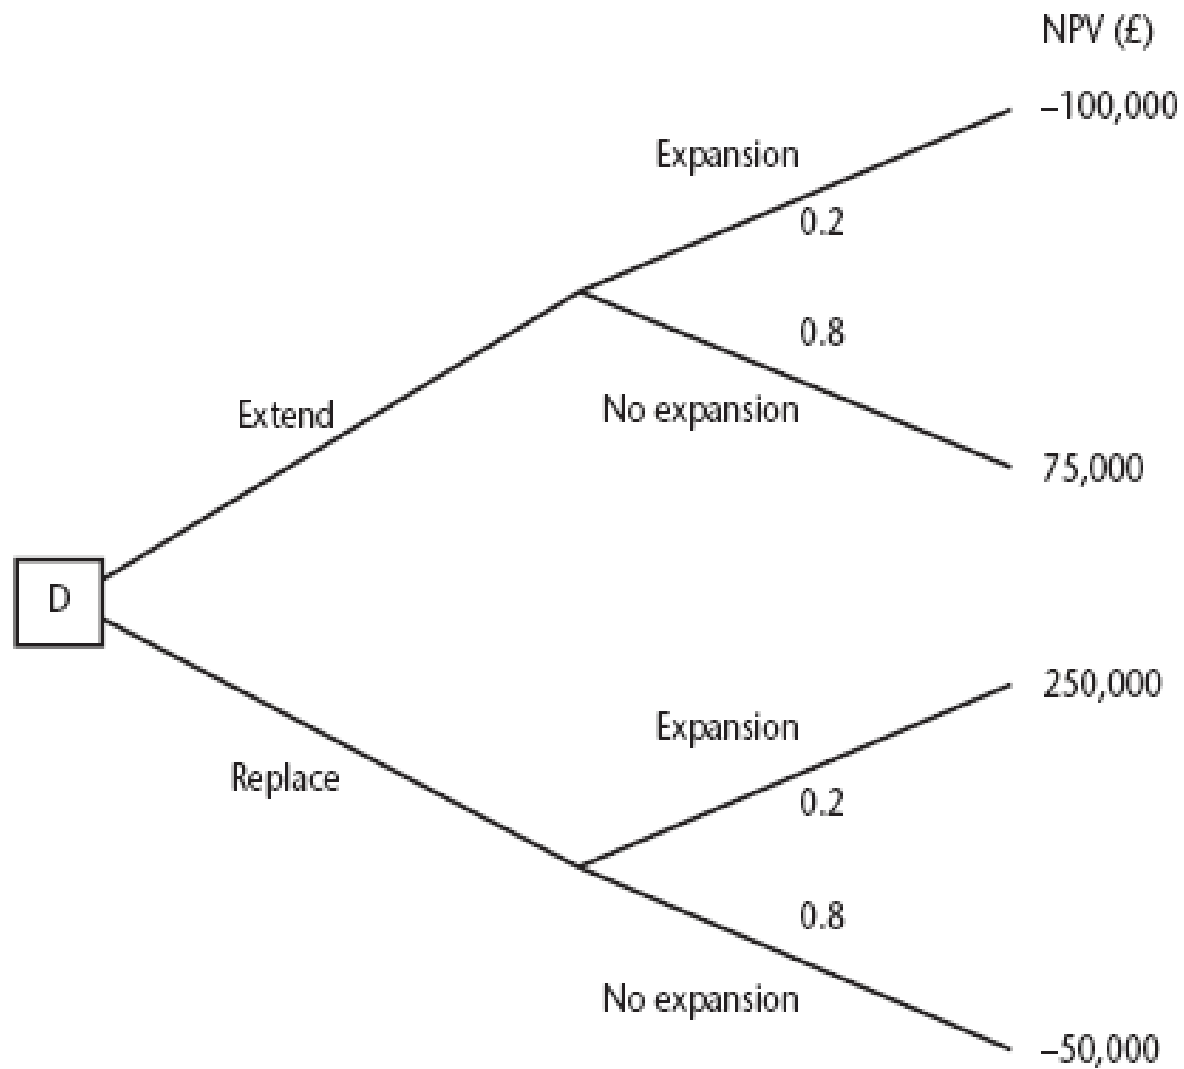 NPV (£)
–100,000
Expansion
0.2
0.8
No expansion
Extend
75,000
D
250,000
Expansion
0.2
Replace
0.8
No expansion
–50,000